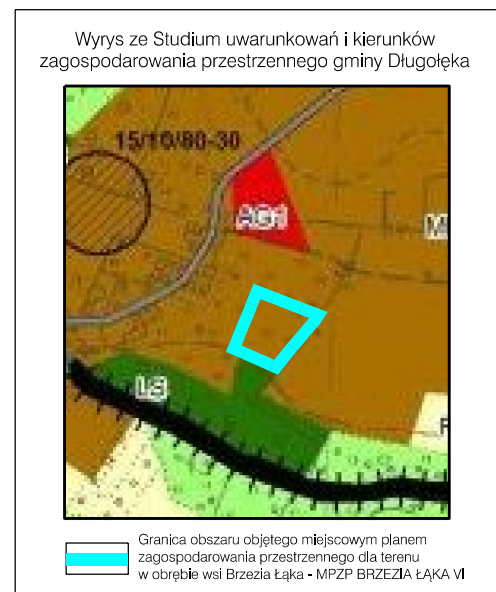 Wyrys ze Studium uwarunkowań i kierunków
zagospodarowania przestrzennego gminy Długołęka
15/10/80-30
AG1
M
LS
Granica obszaru objętego miejscowym planem
zagospodarowania przestrzennego dla terenu
w obrębie wsi Brzezia Łąka - MPZP BRZEZIA ŁĄKA VI